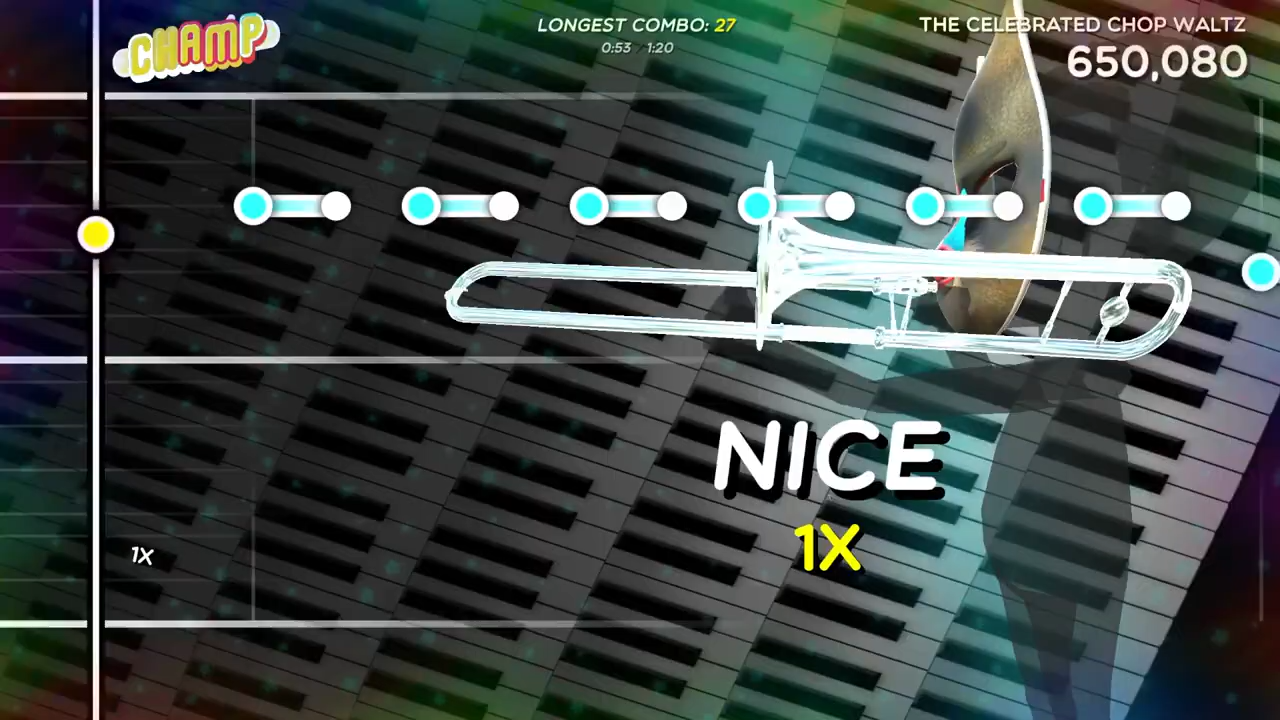 CHAMP
LONGEST COMBO: 27
0:53 1:20
THE CELEBRATED CHOP WALTZ
650,080
NICE
1X
1X